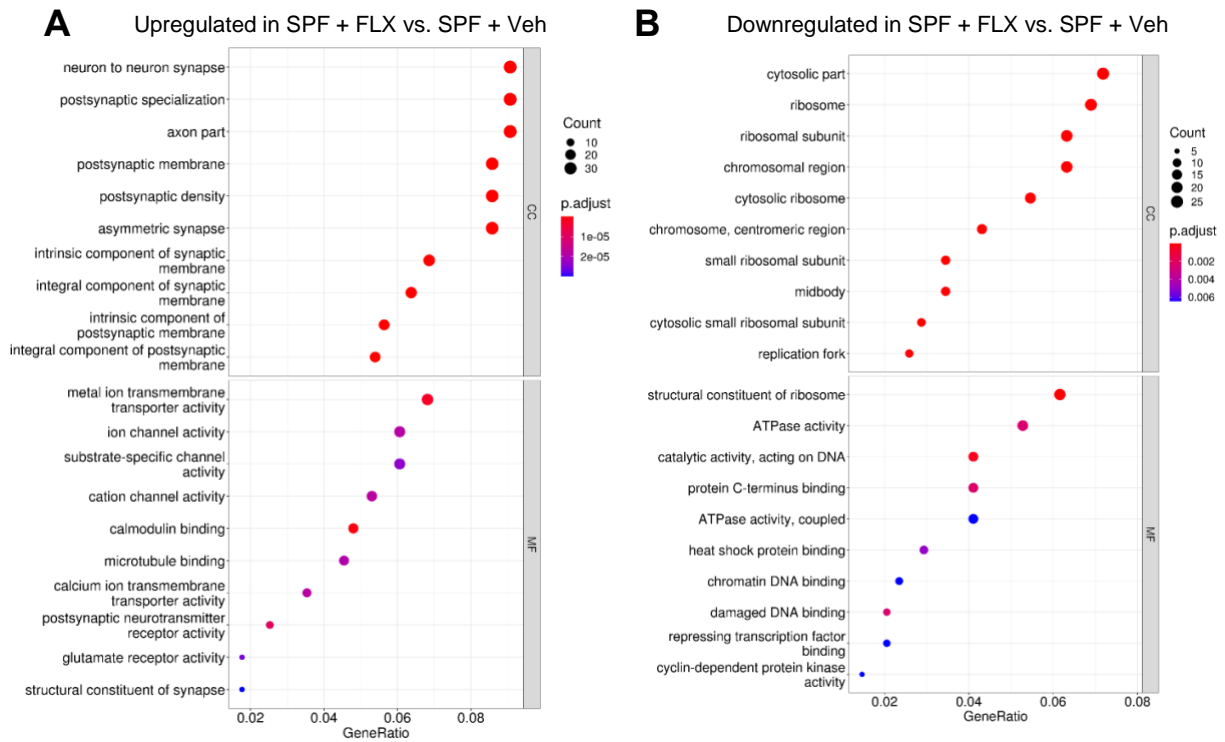 A Upregulated in SPF + FLX vs. SPF + Veh
neuron to neuron synapse
postsynaptic specialization
axon part
postsynaptic membrane
postsynaptic density
asymmetric synapse
intrinsic component of synaptic
membrane
integral component of synaptic
membrane
intrinsic component of
postsynaptic membrane
integral component of postsynaptic
membrane
CC
metal ion transmembrane
transporter activity
ion channel activity
substrate-specific channel
activity
cation channel activity
calmodulin binding
microtubule binding
calcium ion transmembrane
transporter activity
postsynaptic neurotransmitter
receptor activity
glutamate receptor activity
structural constituent of synapse
MF
0.02 0.04 0.06 0.08
GeneRatio
Count
10
20
30
p.adjust
1e-05
2e-05
B Downregulated in SPF + FLX vs. SPF + Veh
cytosolic part
ribosome
ribosomal subunit
chromosomal region
cytosolic ribosome
chromosome, centromeric region
small ribosomal subunit
midbody
cytosolic small ribosomal subunit
replication fork
CC
structural constituent of ribosome
ATPase activity
catalytic activity, acting on DNA
protein C-terminus binding
ATPase activity, coupled
heat shock protein binding
chromatin DNA binding
damaged DNA binding
repressing transcription factor
binding
cyclin-dependent protein kinase
activity
MF
0.02 0.04 0.06 0.08
GeneRatio
Count
5
10
15
20
25
p.adjust
0.002
0.004
0.006